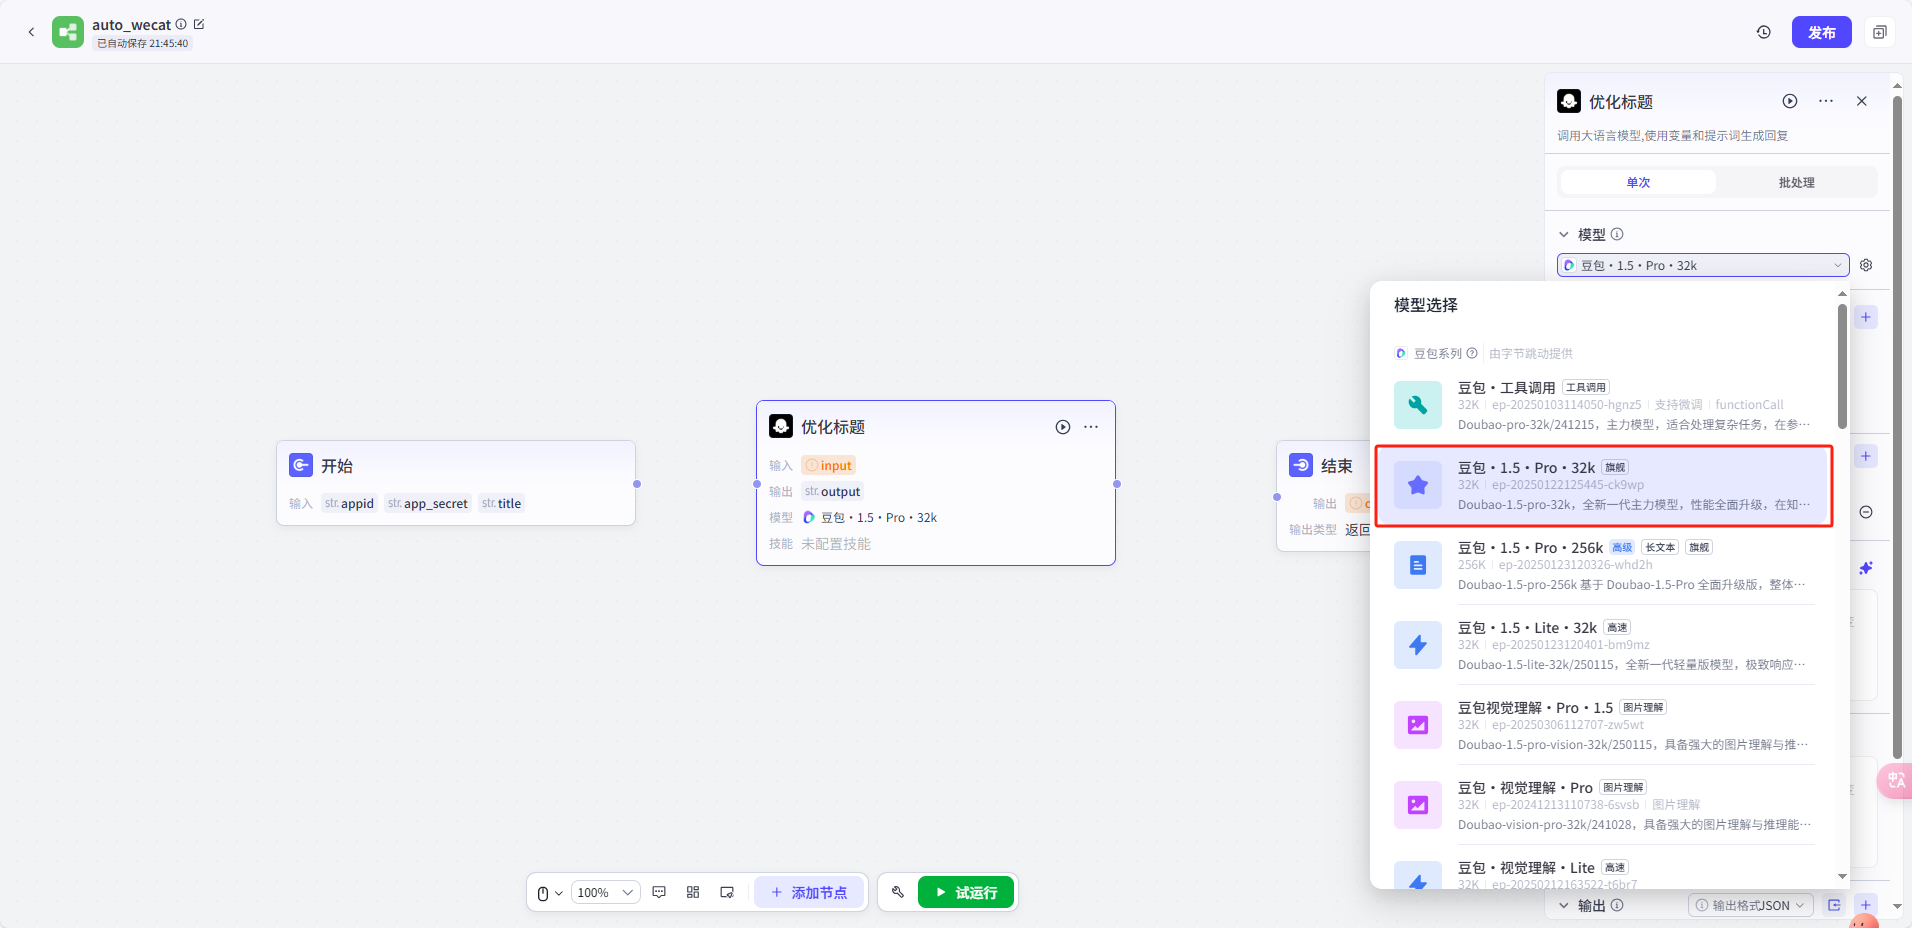 auto_wecat
已自动保存 21:45:40
发布
优化标题
调用大语言模型,使用变量和提示词生成回复
单次 批处理
模型
豆包·1.5·Pro·32k
模型选择
豆包系列 由字节跳动提供
豆包·工具调用 工具调用
32K ep-20250103114050-hgnz5 支持微调 functionCall
Doubao-pro-32k/241215，主力模型，适合处理复杂任务，在参…
豆包·1.5·Pro·32k 旗舰
32K ep-20250122125445-ck9wp
Doubao-1.5-pro-32k，全新一代主力模型，性能全面升级，在知…
豆包·1.5·Pro·256k 高级 长文本 旗舰
256K ep-20250123120326-whd2h
Doubao-1.5-pro-256k 基于 Doubao-1.5-Pro 全面升级版，整体…
豆包·1.5·Lite·32k 高速
32K ep-20250123120401-bm9mz
Doubao-1.5-lite-32k/250115，全新一代轻量版模型，极致响应…
豆包视觉理解·Pro·1.5 图片理解
32K ep-20250306112707-zw5wt
Doubao-1.5-pro-vision-32k/250115，具备强大的图片理解与推…
豆包·视觉理解·Pro 图片理解
32K ep-20241213110738-6svsb 图片理解
Doubao-vision-pro-32k/241028，具备强大的图片理解与推理能…
豆包·视觉理解·Lite 高速
32K ep-20250212163522-t6br7
输出 输出格式JSON
开始
输入 str. appid str. app_secret str. title
优化标题
输入 input
输出 str. output
模型 豆包·1.5·Pro·32k
技能 未配置技能
结束
输出
输出类型 返回
100%
添加节点
试运行
中 A